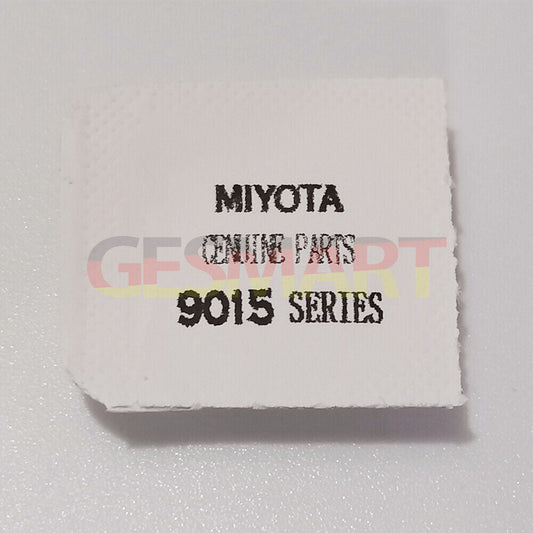 MIYOTA
GENUINE PARTS
GESMART
9015 SERIES